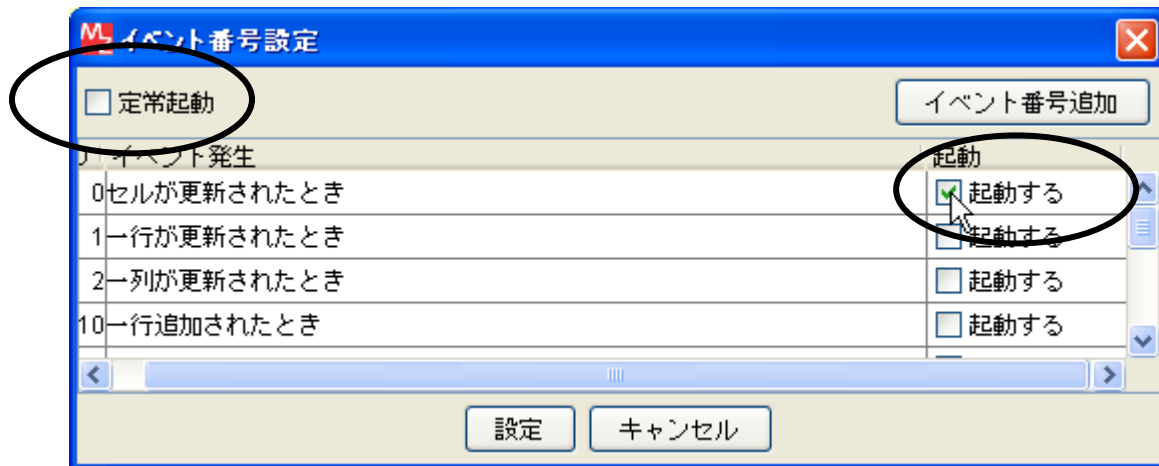 イベント番号設定
定常起動
イベント番号追加
イベント発生 起動
0 セルが更新されたとき 起動する
1 一行が更新されたとき 起動する
2 一列が更新されたとき 起動する
10 一行追加されたとき 起動する
設定 キャンセル